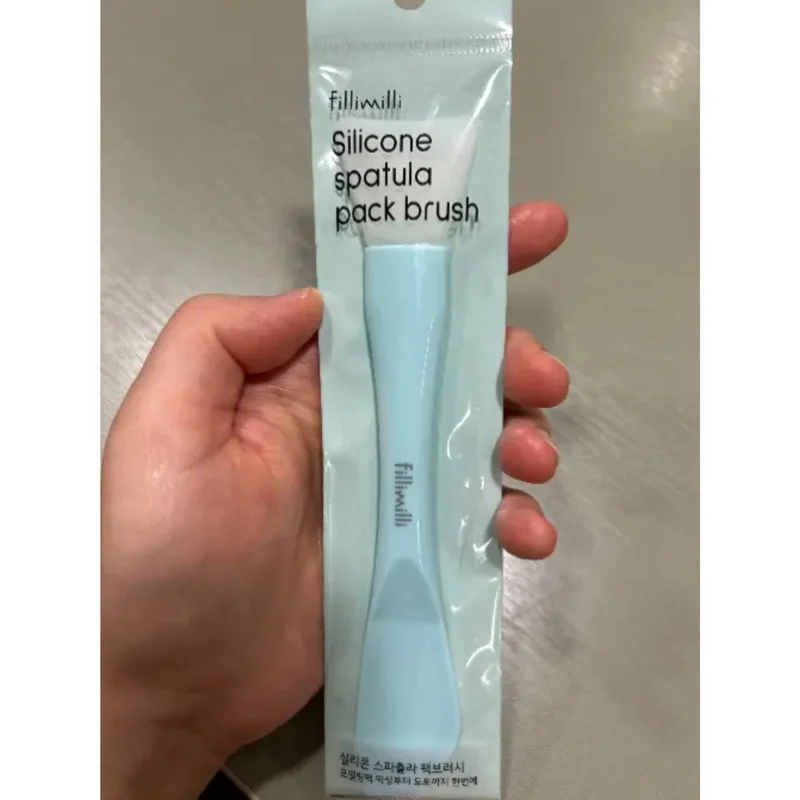 fillimilli
Silicone
spatula
pack brush
fillimilli
실리콘 스파츌라 팩브러시
모델링팩 믹싱부터 도포까지 한번에